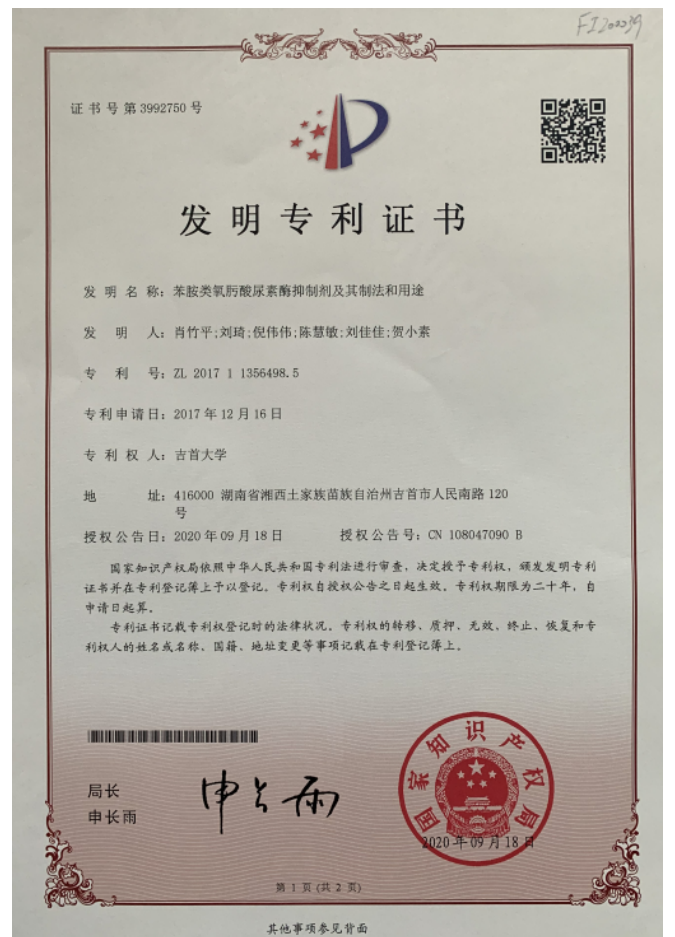 FI200039
证书号第3992750号
发明专利证书
发明名称：苯胺类氧肟酸尿素酶抑制剂及其制法和用途
发明人：肖竹平;刘琦;倪伟伟;陈慧敏;刘佳佳;贺小素
专利号：ZL 2017 1 1356498.5
专利申请日：2017年12月16日
专利权人：吉首大学
地址：416000 湖南省湘西土家族苗族自治州吉首市人民南路120
号
授权公告日：2020年09月18日 授权公告号：CN 108047090 B
国家知识产权局依照中华人民共和国专利法进行审查，决定授予专利权，颁发发明专利
证书并在专利登记簿上予以登记。专利权自授权公告之日起生效。专利权期限为二十年，自
申请日起算。
专利证书记载专利权登记时的法律状况。专利权的转移、质押、无效、终止、恢复和专
利权人的姓名或名称、国籍、地址变更等事项记载在专利登记簿上。
局长
申长雨
申长雨
国家知识产权局
2020年09月18日
第1页(共2页)
其他事项参见背面